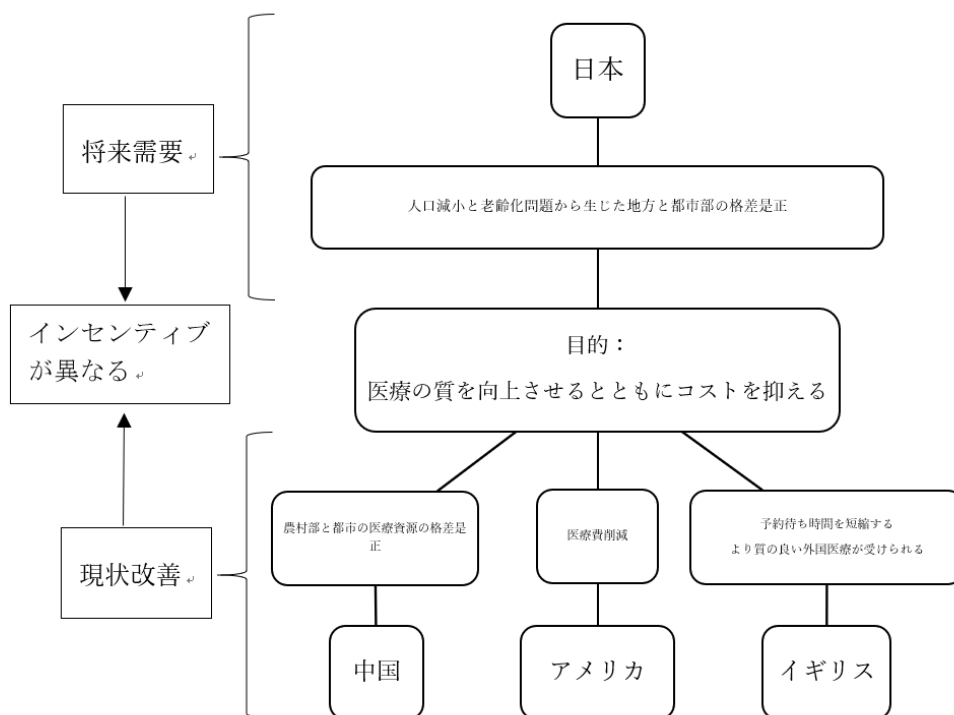 日本
将来需要
人口減小と老齢化問題から生じた地方と都市部の格差是正
インセンティブ
が異なる
目的：
医療の質を向上させるとともにコストを抑える
農村部と都市の医療資源の格差是
正
医療費削減
予約待ち時間を短縮する
より質の良い外国医療が受けられる
現状改善
中国
アメリカ
イギリス